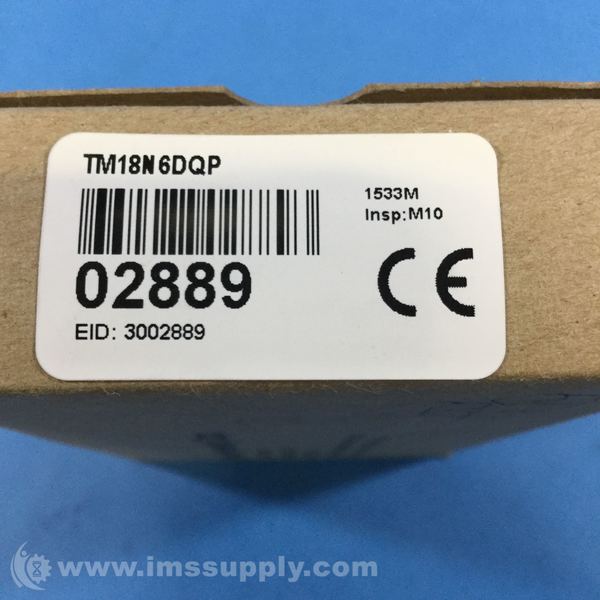 TM18N6DQP
1533M
Insp:M10
02889
CE
EID: 3002889
www.imssupply.com